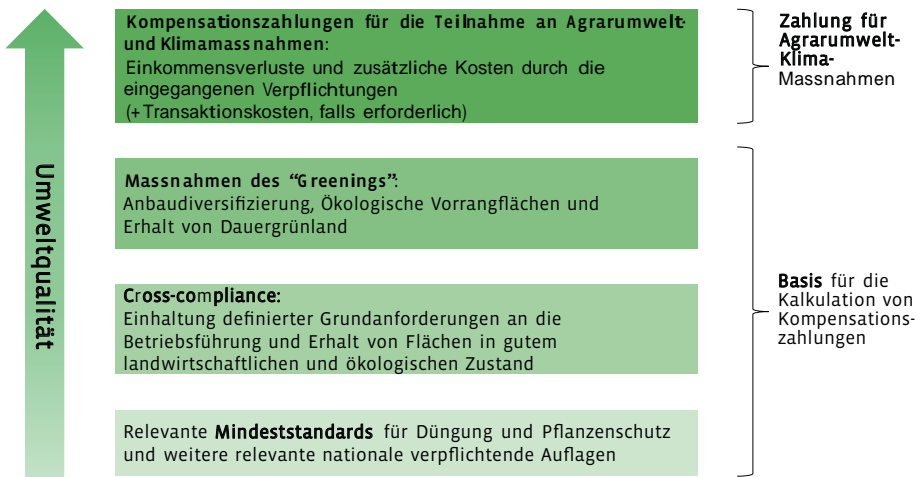 Umweltqualität
Kompensationszahlungen für die Teilnahme an Agrarumwelt-
und Klimamassnahmen:
Einkommensverluste und zusätzliche Kosten durch die
eingegangenen Verpflichtungen
(+ Transaktionskosten, falls erforderlich)
Zahlung für
Agrarumwelt-
Klima-
Massnahmen
Massnahmen des “Greenings”:
Anbaudiversifizierung, Ökologische Vorrangflächen und
Erhalt von Dauergrünland
Cross-compliance:
Einhaltung definierter Grundanforderungen an die
Betriebsführung und Erhalt von Flächen in gutem
landwirtschaftlichen und ökologischen Zustand
Relevante Mindeststandards für Düngung und Pflanzenschutz
und weitere relevante nationale verpflichtende Auflagen
Basis für die
Kalkulation von
Kompensations-
zahlungen